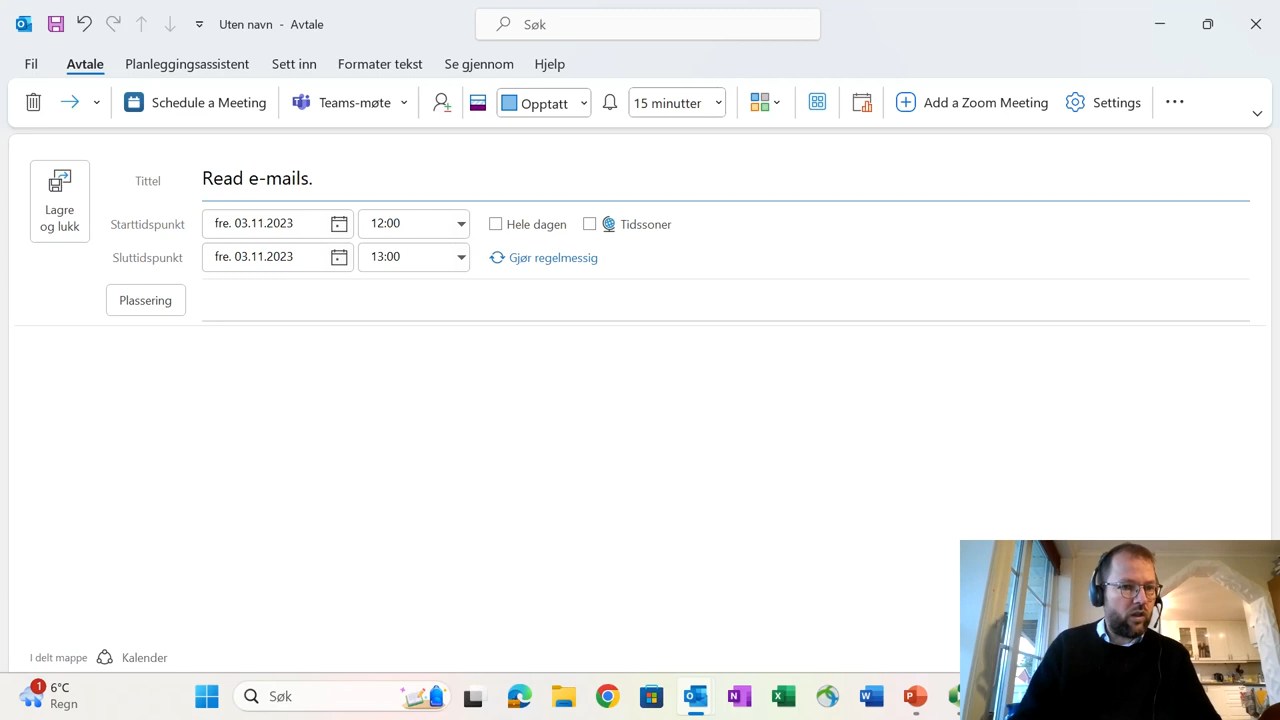 Uten navn - Avtale
Søk
Fil Avtale Planleggingsassistent Sett inn Formater tekst Se gjennom Hjelp
Schedule a Meeting Teams-møte Opptatt 15 minutter Add a Zoom Meeting Settings
Lagre og lukk
Tittel Read e-mails.
Starttidspunkt fre. 03.11.2023 12:00 Hele dagen Tidssoner
Sluttidspunkt fre. 03.11.2023 13:00 Gjør regelmessig
Plassering
I delt mappe Kalender
1 6°C
Regn
Søk